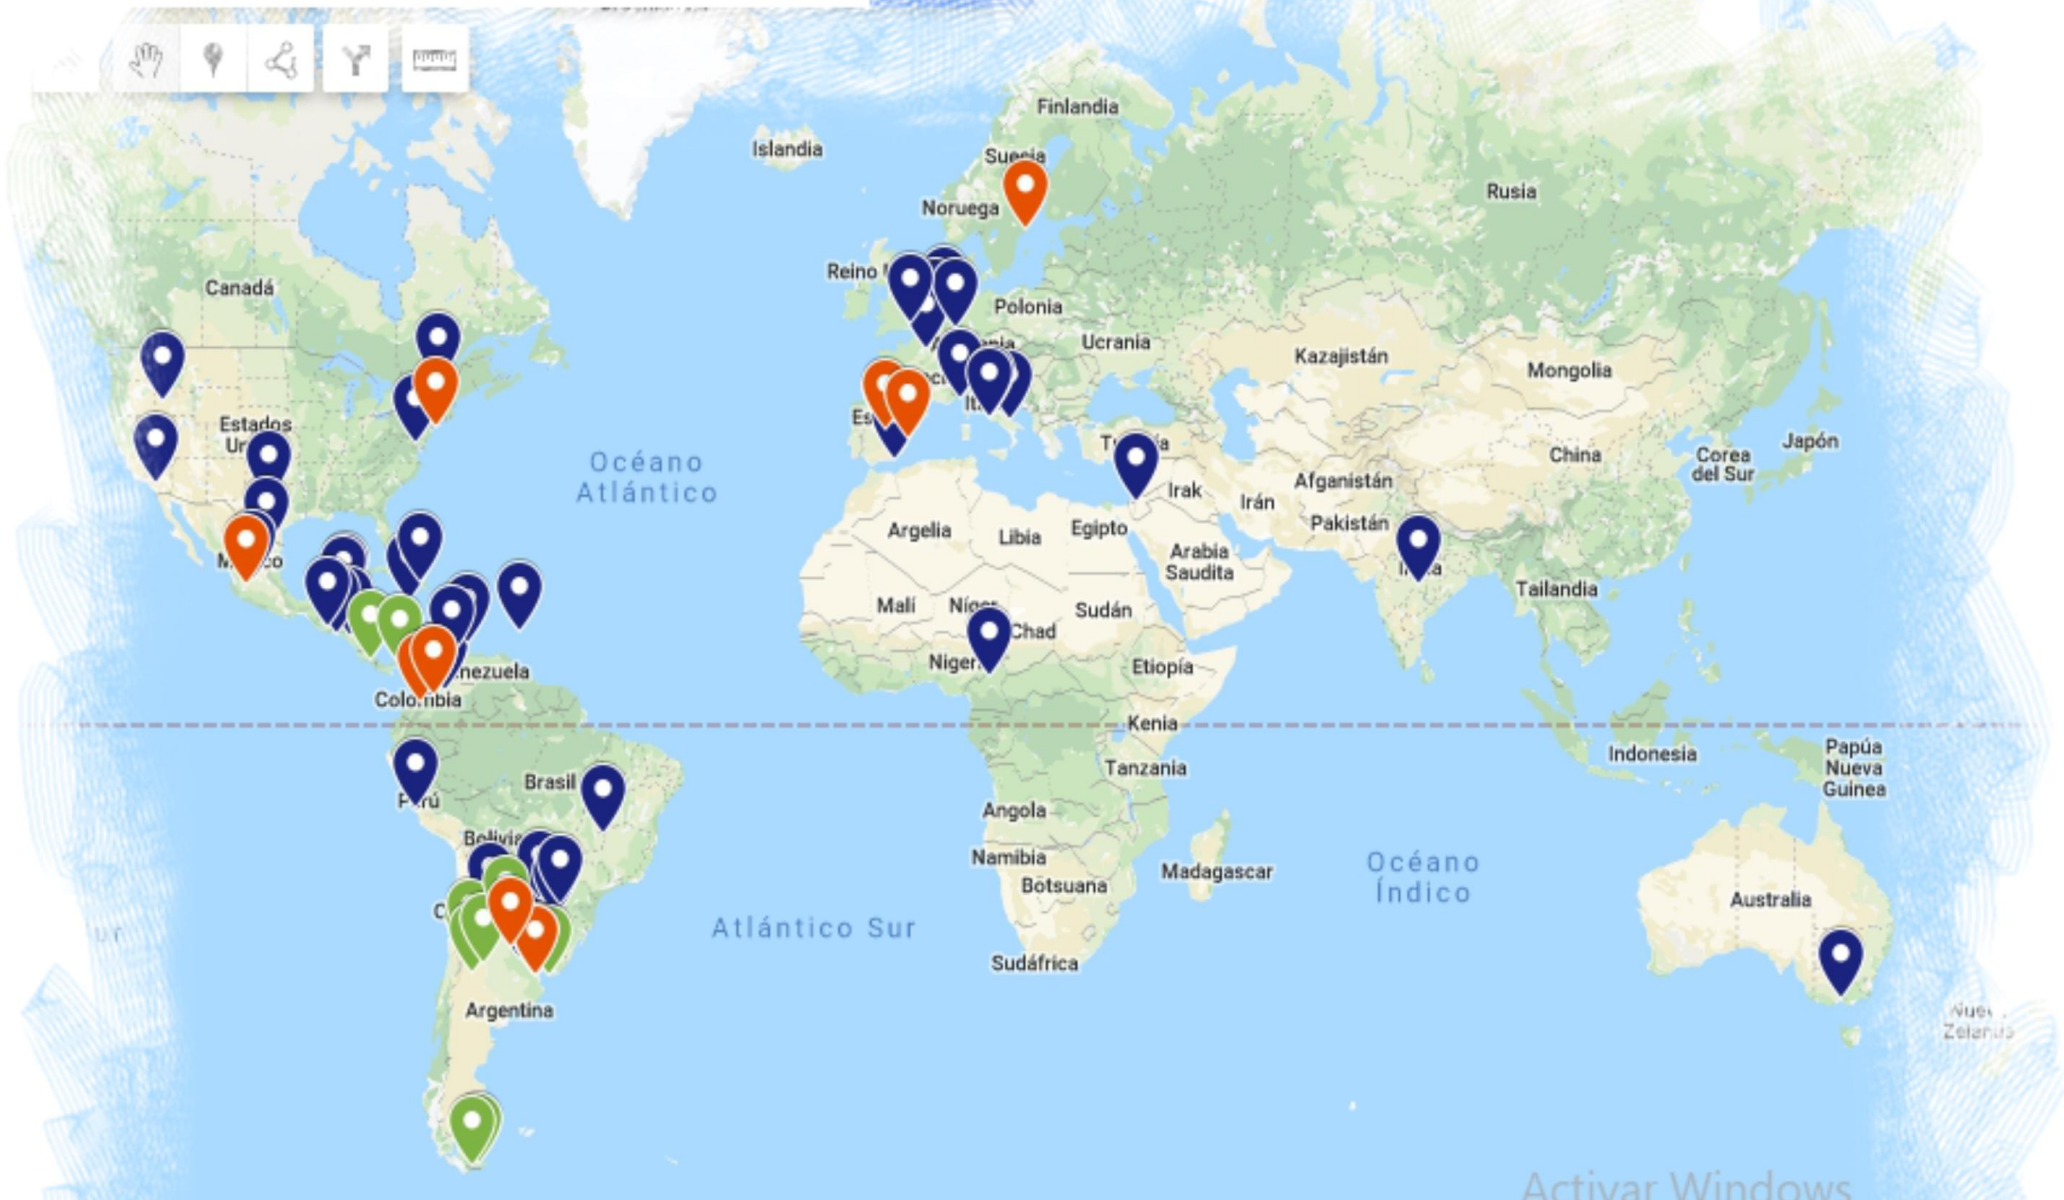 Finlandia
Islandia
Suecia
Rusia
Noruega
Reino
Canadá
Polonia
Ucrania
Kazajistán
Mongolia
Estados
Océano
Atlántico
China
Japón
Corea
del Sur
Afganistán
Irak
Irán
Pakistán
Argelia
Libia
Egipto
Arabia
Saudita
Tailandia
Malí
Sudán
Chad
Etiopía
Colombia
Kenia
Indonesia
Papúa
Nueva
Guinea
Brasil
Tanzania
Perú
Angola
Bolivia
Namibia
Botsuana
Madagascar
Océano
Índico
Australia
Atlántico Sur
Sudáfrica
Argentina
Activar Windows